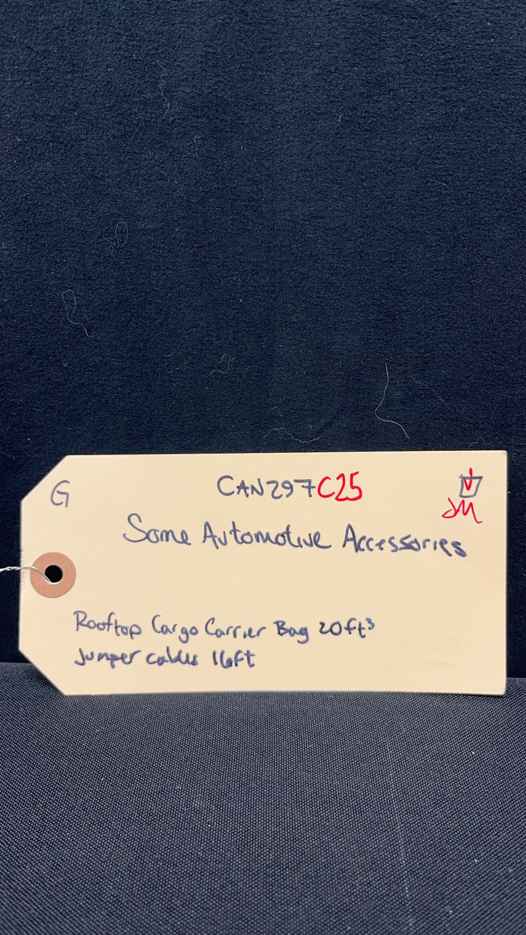 G
CAN297C25
JM
Some Automotive Accessories
Rooftop Cargo Carrier Bag 20ft³
Jumper cables 16ft